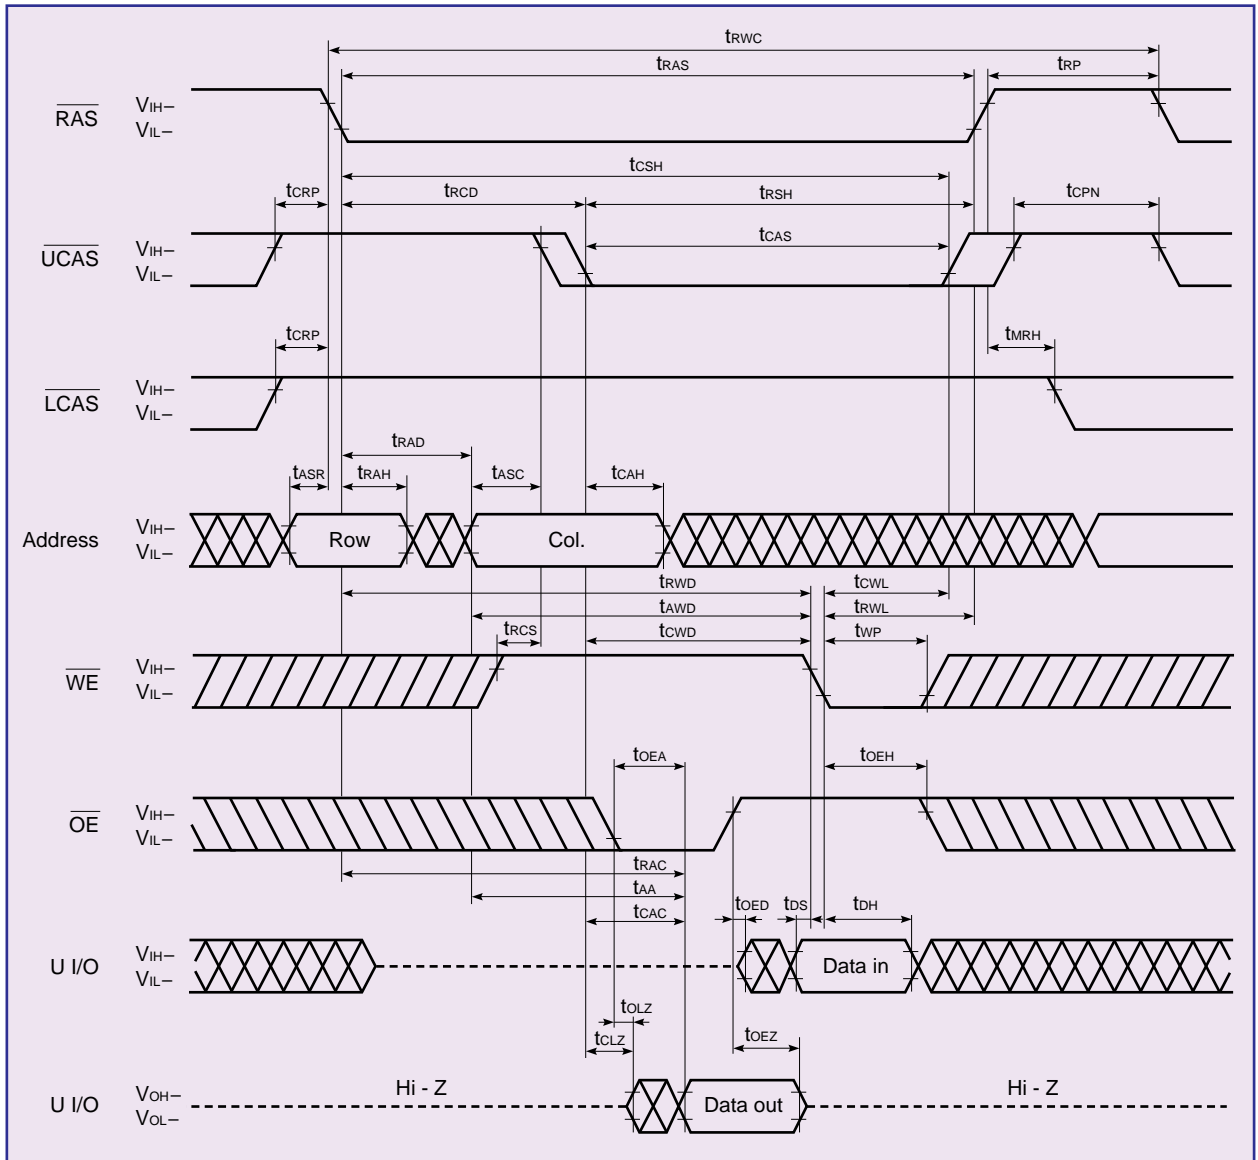 tRWC
tRAS
tRP
RAS
VIH–
VIL–
tCSH
tCRP
tRCD
tRSH
tCPN
UCAS
VIH–
VIL–
tCAS
tCRP
tMRH
LCAS
VIH–
VIL–
tRAD
tASR
tRAH
tASC
tCAH
Address
VIH–
VIL–
Row
Col.
tRWD
tCWL
tAWD
tRWL
tRCS
tCWD
tWP
WE
VIH–
VIL–
tOEA
tOEH
OE
VIH–
VIL–
tRAC
tAA
tCAC
tOED
tDS
tDH
U I/O
VIH–
VIL–
Data in
tOLZ
tCLZ
tOEZ
U I/O
VOH–
VOL–
Hi - Z
Data out
Hi - Z